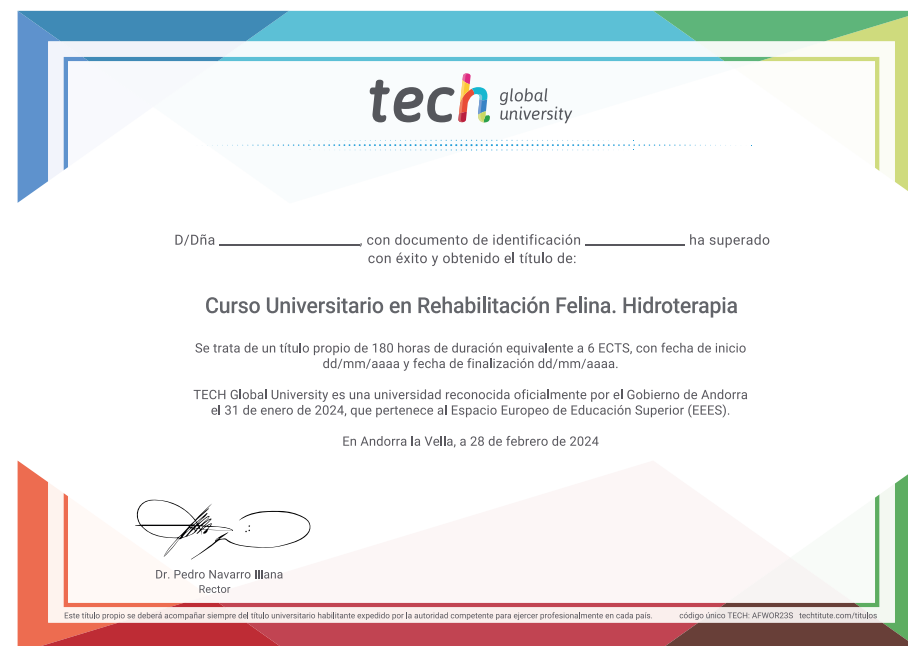 tech global
university
D/Dña ______________, con documento de identificación __________ ha superado
con éxito y obtenido el título de:
Curso Universitario en Rehabilitación Felina. Hidroterapia
Se trata de un título propio de 180 horas de duración equivalente a 6 ECTS, con fecha de inicio
dd/mm/aaaa y fecha de finalización dd/mm/aaaa.
TECH Global University es una universidad reconocida oficialmente por el Gobierno de Andorra
el 31 de enero de 2024, que pertenece al Espacio Europeo de Educación Superior (EEES).
En Andorra la Vella, a 28 de febrero de 2024
Dr. Pedro Navarro Illana
Rector
Este título propio se deberá acompañar siempre del título universitario habilitante expedido por la autoridad competente para ejercer profesionalmente en cada país. código único TECH: AFWOR23S techtitute.com/titulos